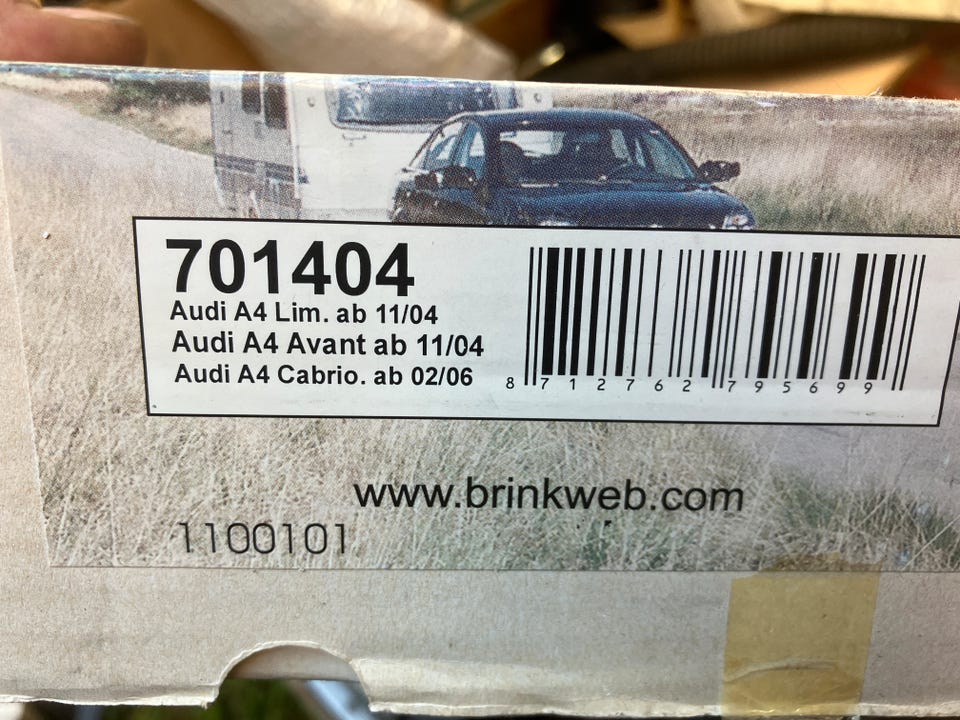 701404
Audi A4 Lim. ab 11/04
Audi A4 Avant ab 11/04
Audi A4 Cabrio. ab 02/06
8 712762 795699
www.brinkweb.com
1100101